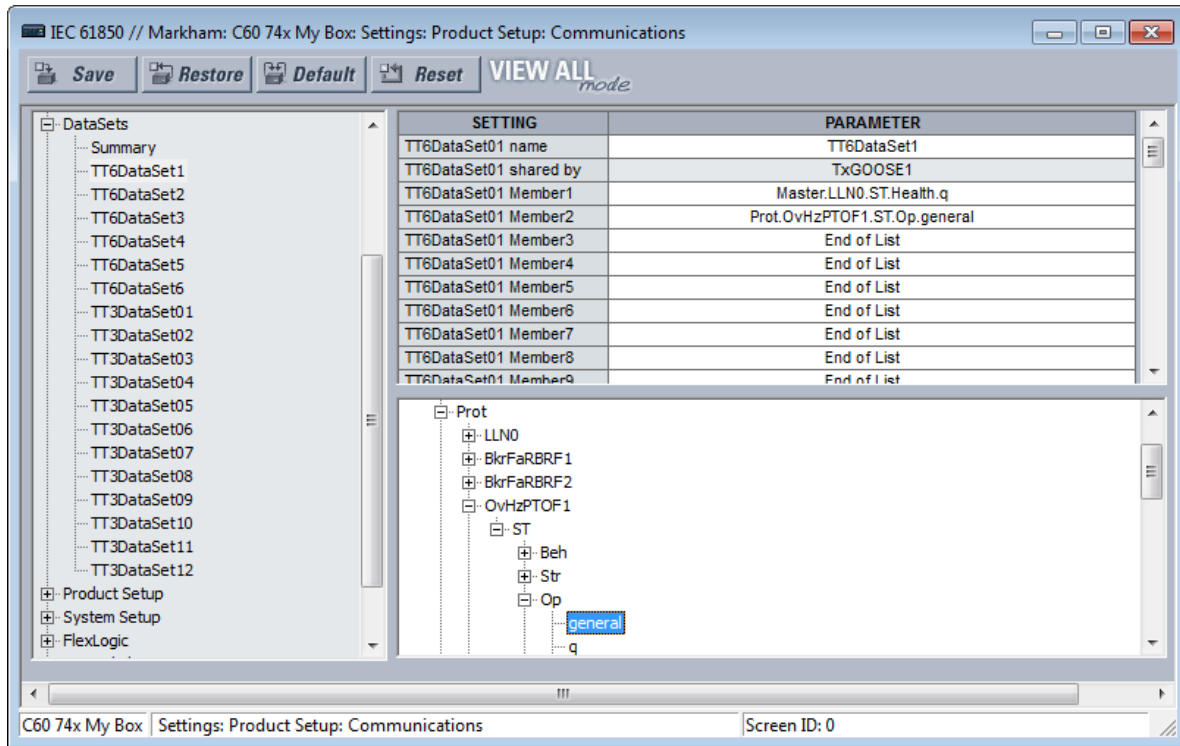 IEC 61850 // Markham: C60 74x My Box: Settings: Product Setup: Communications
Save Restore Default Reset VIEW ALL mode
DataSets
Summary
TT6DataSet1
TT6DataSet2
TT6DataSet3
TT6DataSet4
TT6DataSet5
TT6DataSet6
TT3DataSet01
TT3DataSet02
TT3DataSet03
TT3DataSet04
TT3DataSet05
TT3DataSet06
TT3DataSet07
TT3DataSet08
TT3DataSet09
TT3DataSet10
TT3DataSet11
TT3DataSet12
Product Setup
System Setup
FlexLogic
SETTING PARAMETER
TT6DataSet01 name TT6DataSet1
TT6DataSet01 shared by TxGOOSE1
TT6DataSet01 Member1 Master.LLN0.ST.Health.q
TT6DataSet01 Member2 Prot.OvHzPTOF1.ST.Op.general
TT6DataSet01 Member3 End of List
TT6DataSet01 Member4 End of List
TT6DataSet01 Member5 End of List
TT6DataSet01 Member6 End of List
TT6DataSet01 Member7 End of List
TT6DataSet01 Member8 End of List
TT6DataSet01 Member9 End of List
Prot
LLN0
BkrFaRBRF1
BkrFaRBRF2
OvHzPTOF1
ST
Beh
Str
Op
general
q
C60 74x My Box Settings: Product Setup: Communications Screen ID: 0